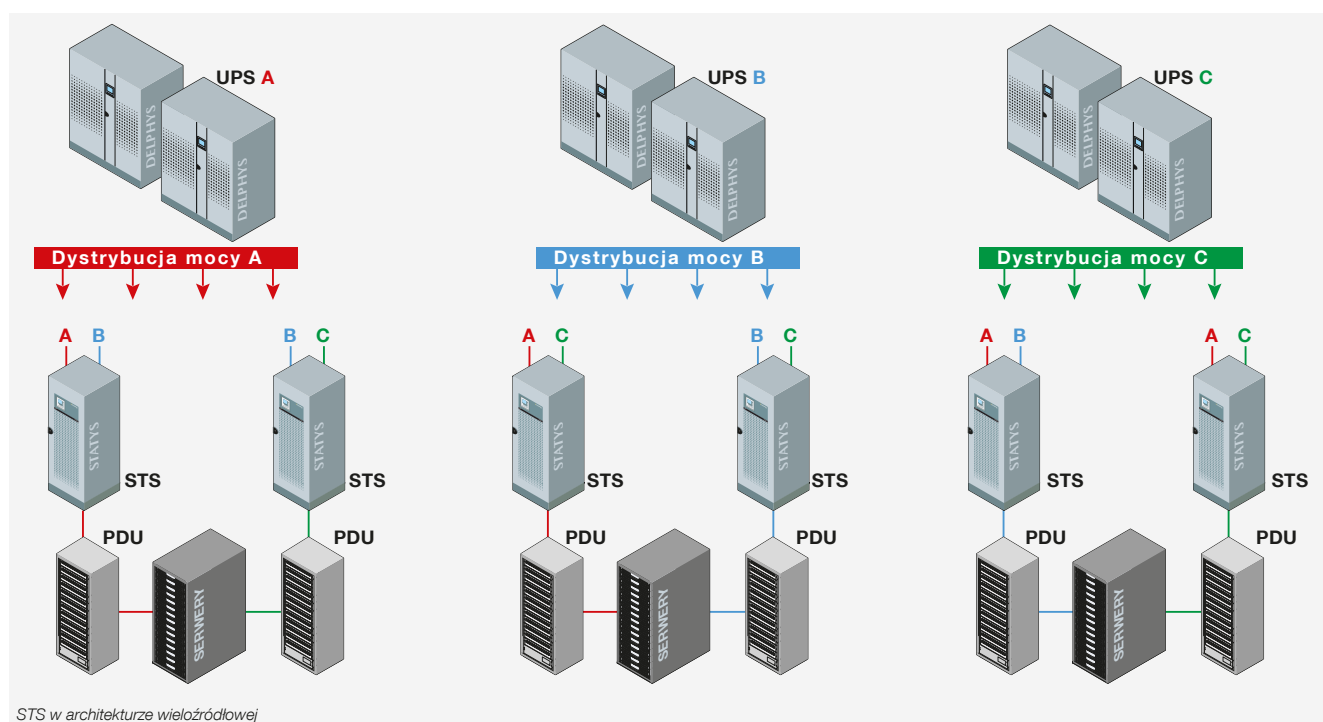 UPS A
UPS B
UPS C
DELPHYS
DELPHYS
DELPHYS
DELPHYS
DELPHYS
DELPHYS
Dystrybucja mocy A
Dystrybucja mocy B
Dystrybucja mocy C
A B
B C
A C
B C
A B
A C
STATYS
STATYS
STATYS
STATYS
STATYS
STATYS
STS
STS
STS
STS
STS
STS
PDU
PDU
PDU
PDU
PDU
PDU
SERWERY
SERWERY
SERWERY
STS w architekturze wieloźródłowej